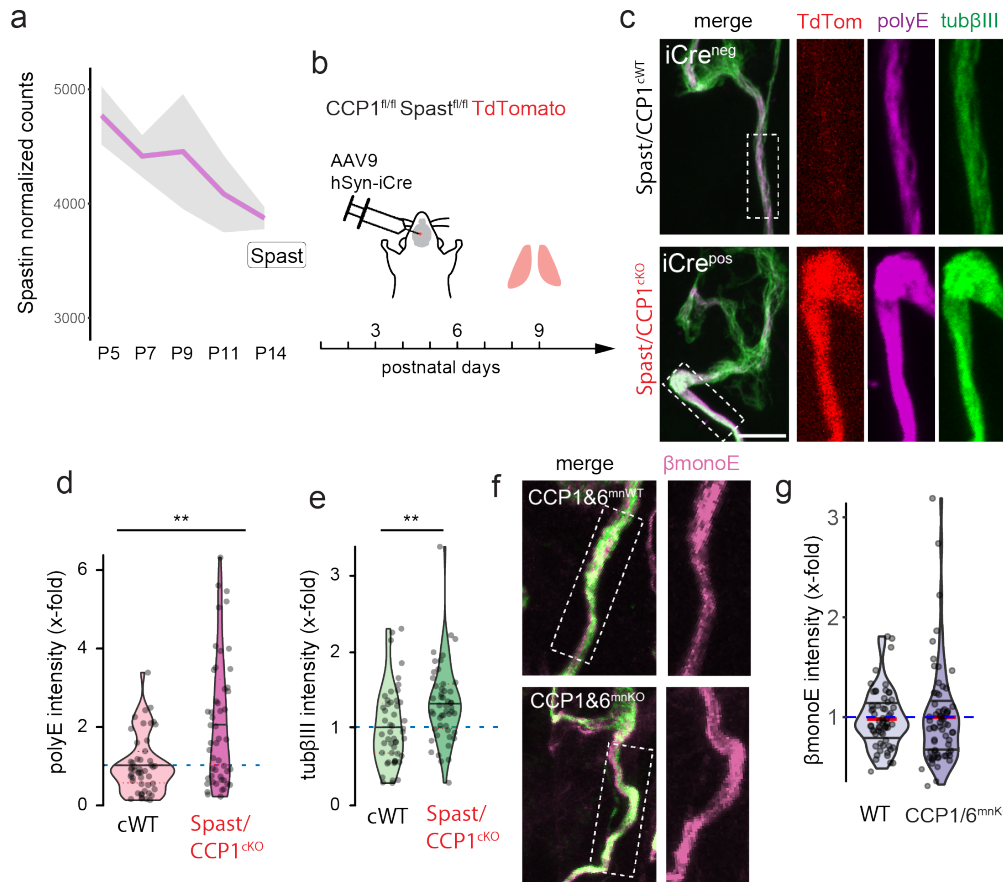 a
Spastin normalized counts
5000
4000
3000
Spast
P5 P7 P9 P11 P14
b
CCP1fl/fl Spastfl/fl TdTomato
AAV9
hSyn-iCre
3 6 9
postnatal days
c
merge TdTom polyE tubβIII
Spast/CCP1cWT
iCreneg
Spast/CCP1cKO
iCrepos
d
**
polyE intensity (x-fold)
6
4
2
0
cWT Spast/
CCP1cKO
e
**
tubβIII intensity (x-fold)
3
2
1
0
cWT Spast/
CCP1cKO
f
merge βmonoE
CCP1&6mnWT
CCP1&6mnKO
g
βmonoE intensity (x-fold)
3
2
1
WT CCP1/6mnK